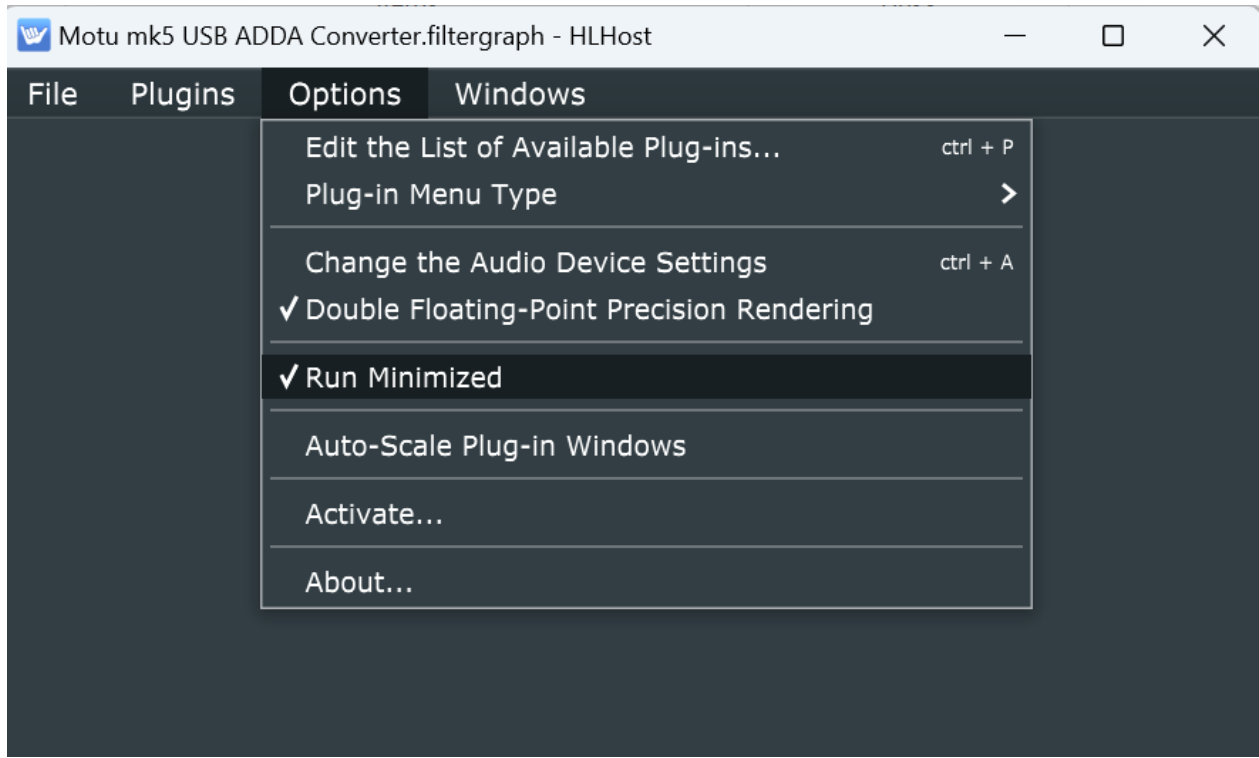 Motu mk5 USB ADDA Converter.filtergraph - HLHost
File Plugins Options Windows
Edit the List of Available Plug-ins... ctrl + P
Plug-in Menu Type
Change the Audio Device Settings ctrl + A
Double Floating-Point Precision Rendering
Run Minimized
Auto-Scale Plug-in Windows
Activate...
About...